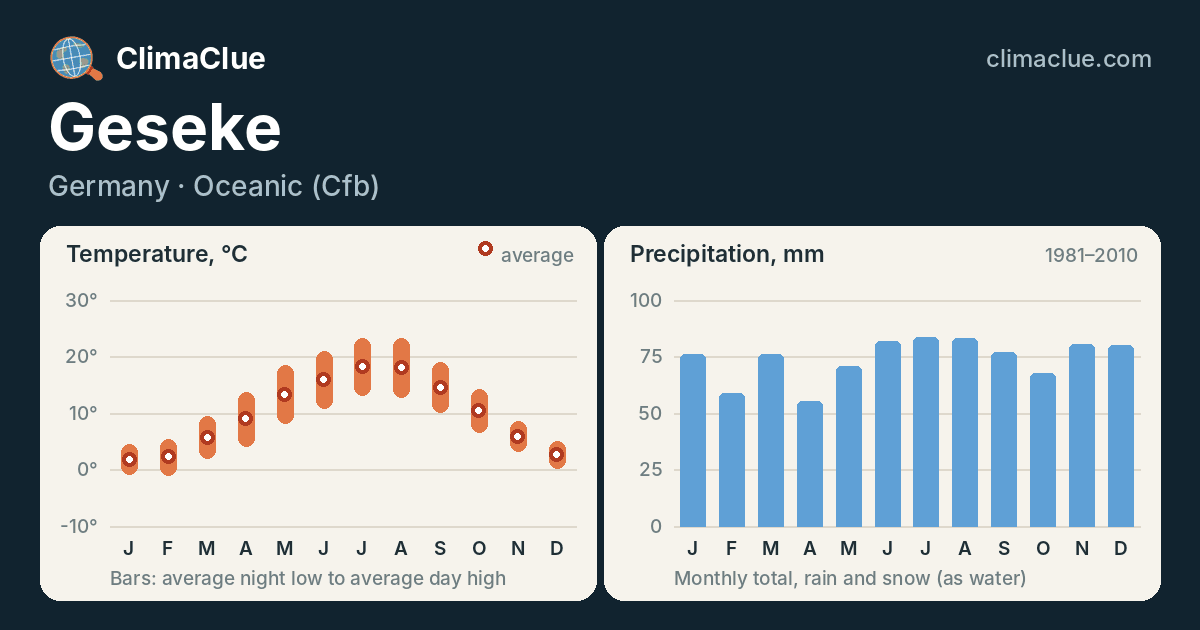 ClimaClue
climaclue.com
Geseke
Germany · Oceanic (Cfb)
Temperature, °C
average
30°
20°
10°
0°
-10°
J F M A M J J A S O N D
Bars: average night low to average day high
Precipitation, mm
1981–2010
100
75
50
25
0
J F M A M J J A S O N D
Monthly total, rain and snow (as water)